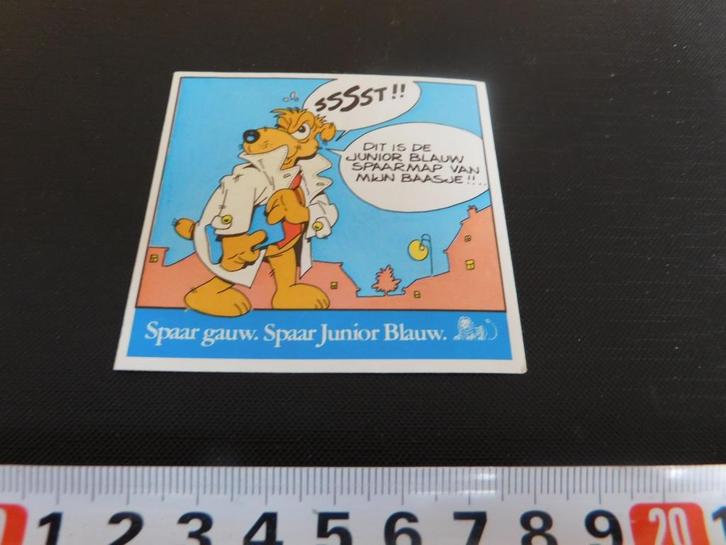 SSSST!!
DIT IS DE
JUNIOR BLAUW
SPAARMAP VAN
MIJN BAASJE!!...
Spaar gauw. Spaar Junior Blauw.
1 2 3 4 5 6 7 8 9 20 1